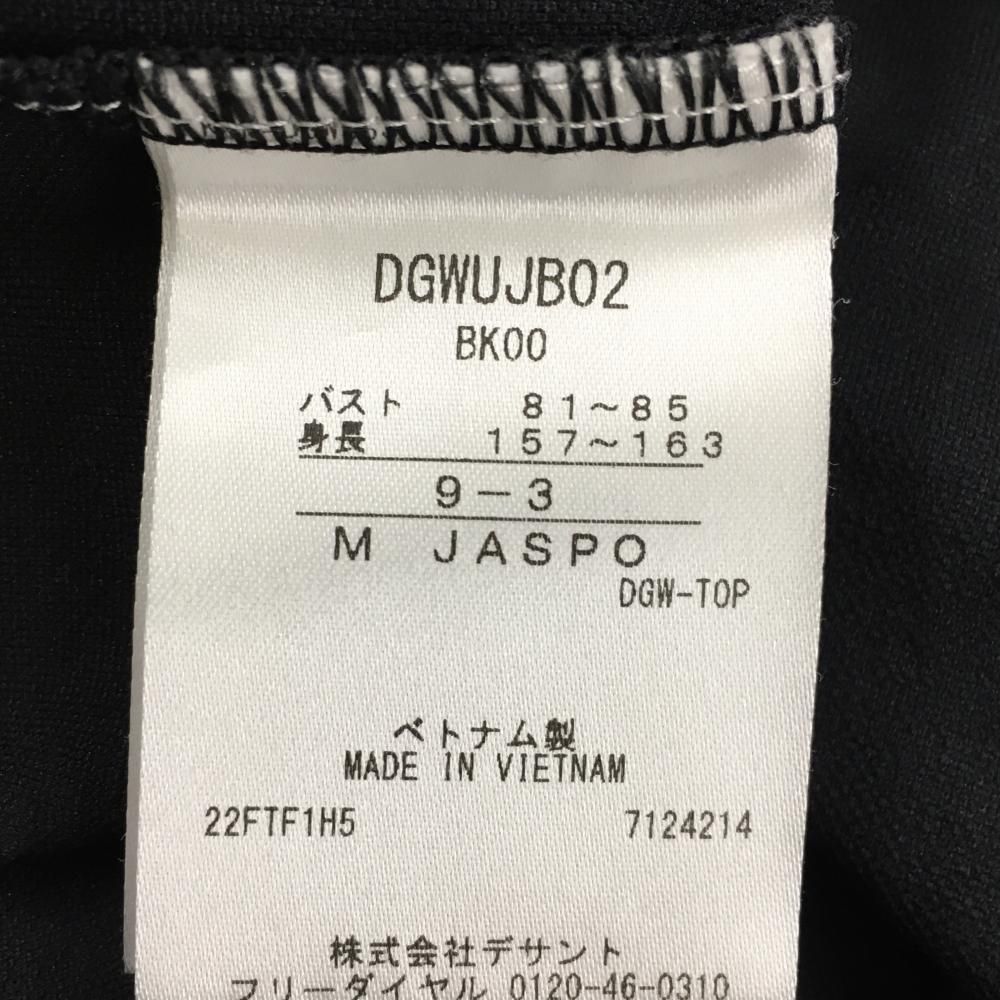 DGWUJB02
BK00
バスト 81～85
身長 157～163
9－3
M JASPO
DGW-TOP
ベトナム製
MADE IN VIETNAM
22FTF1H5 7124214
株式会社デサント
フリーダイヤル 0120-46-0310